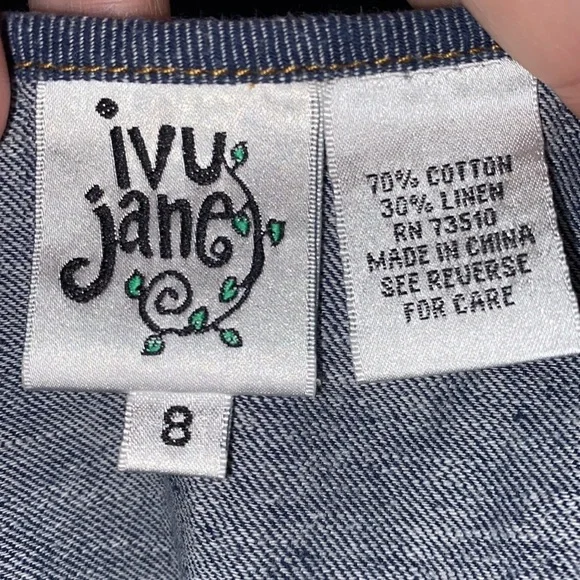 ivy
jane
8
70% COTTON
30% LINEN
RN 73510
MADE IN CHINA
SEE REVERSE
FOR CARE